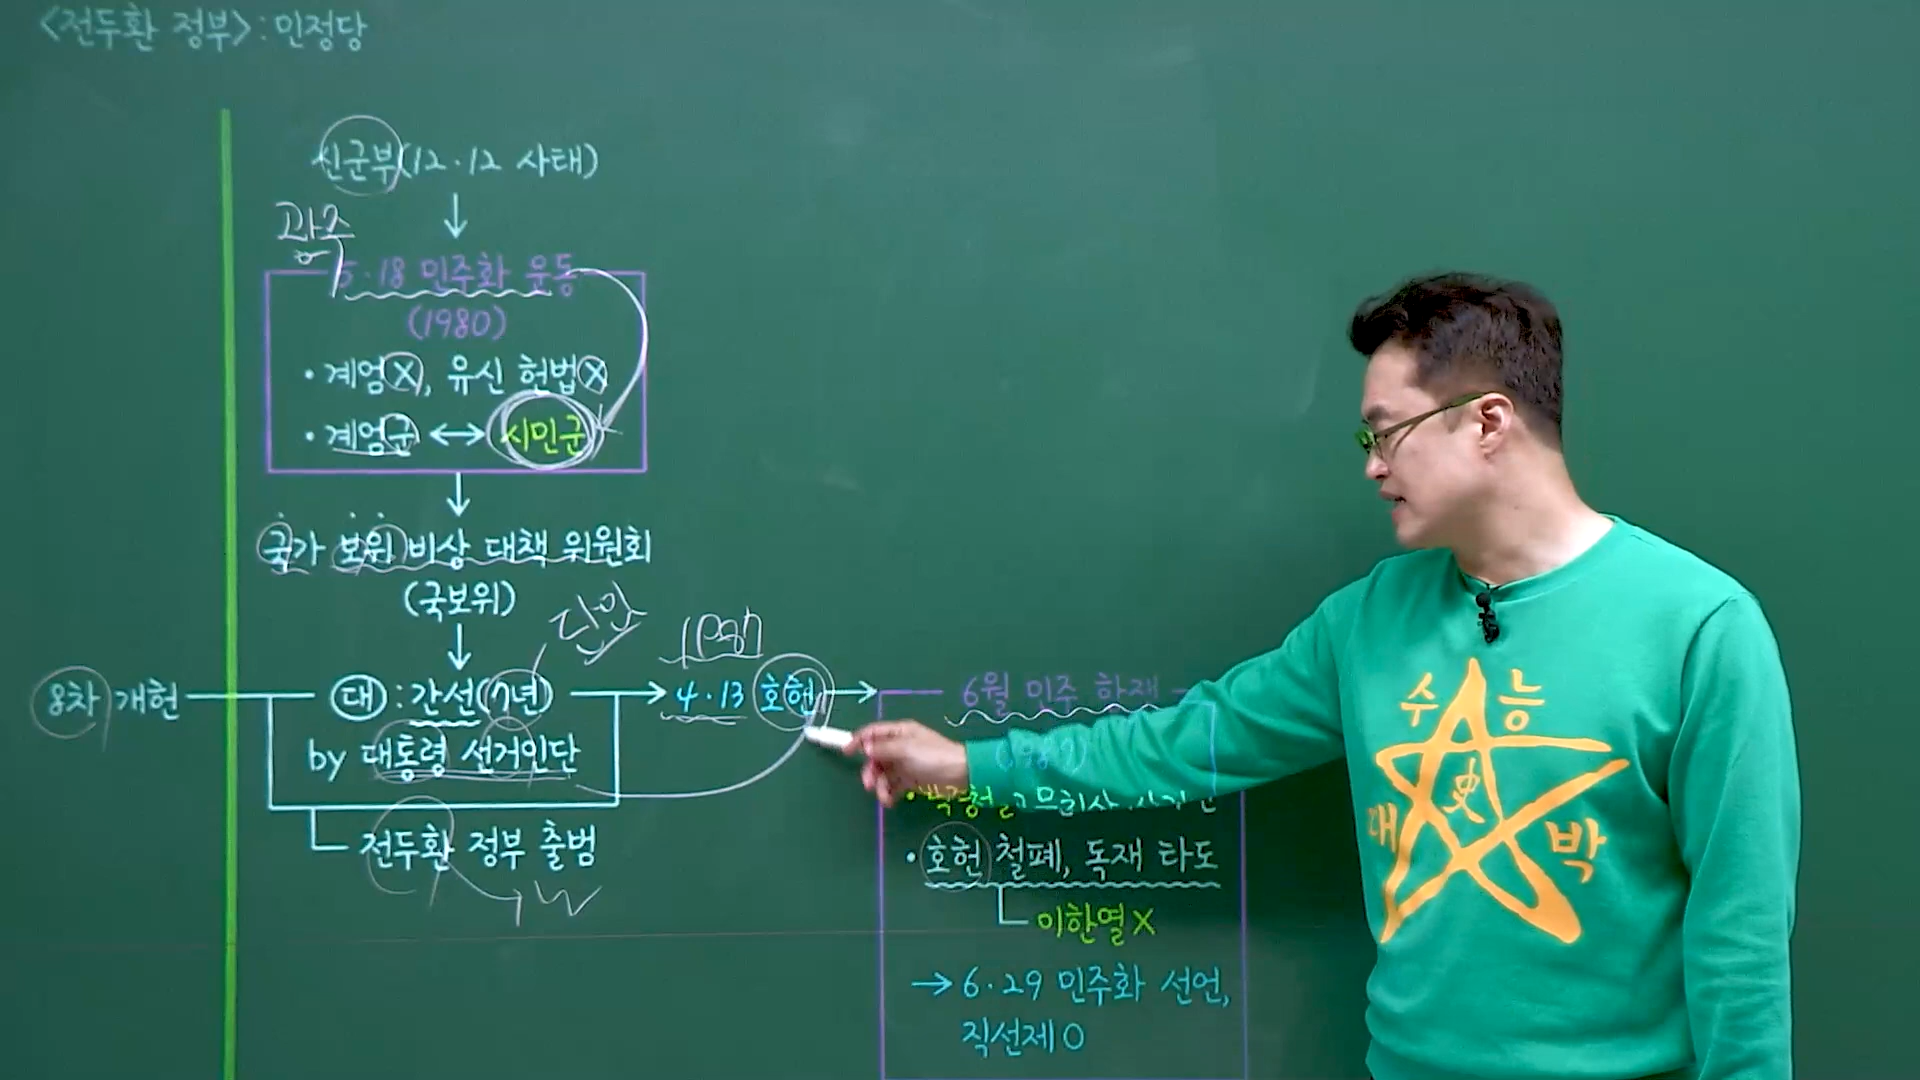 <전두환 정부> : 민정당
신군부(12·12 사태)
광주
5·18 민주화 운동
(1980)
· 계엄X, 유신 헌법X
· 계엄군 ↔ 시민군
국가 보위 비상 대책 위원회
(국보위)
단임
1987
8차 개헌
대 : 간선(7년)
by 대통령 선거인단
전두환 정부 출범
→ 4·13 호헌 →
6월 민주 항쟁
· 호헌 철폐, 독재 타도
이한열X
→ 6·29 민주화 선언,
직선제 O
수능
史
대박